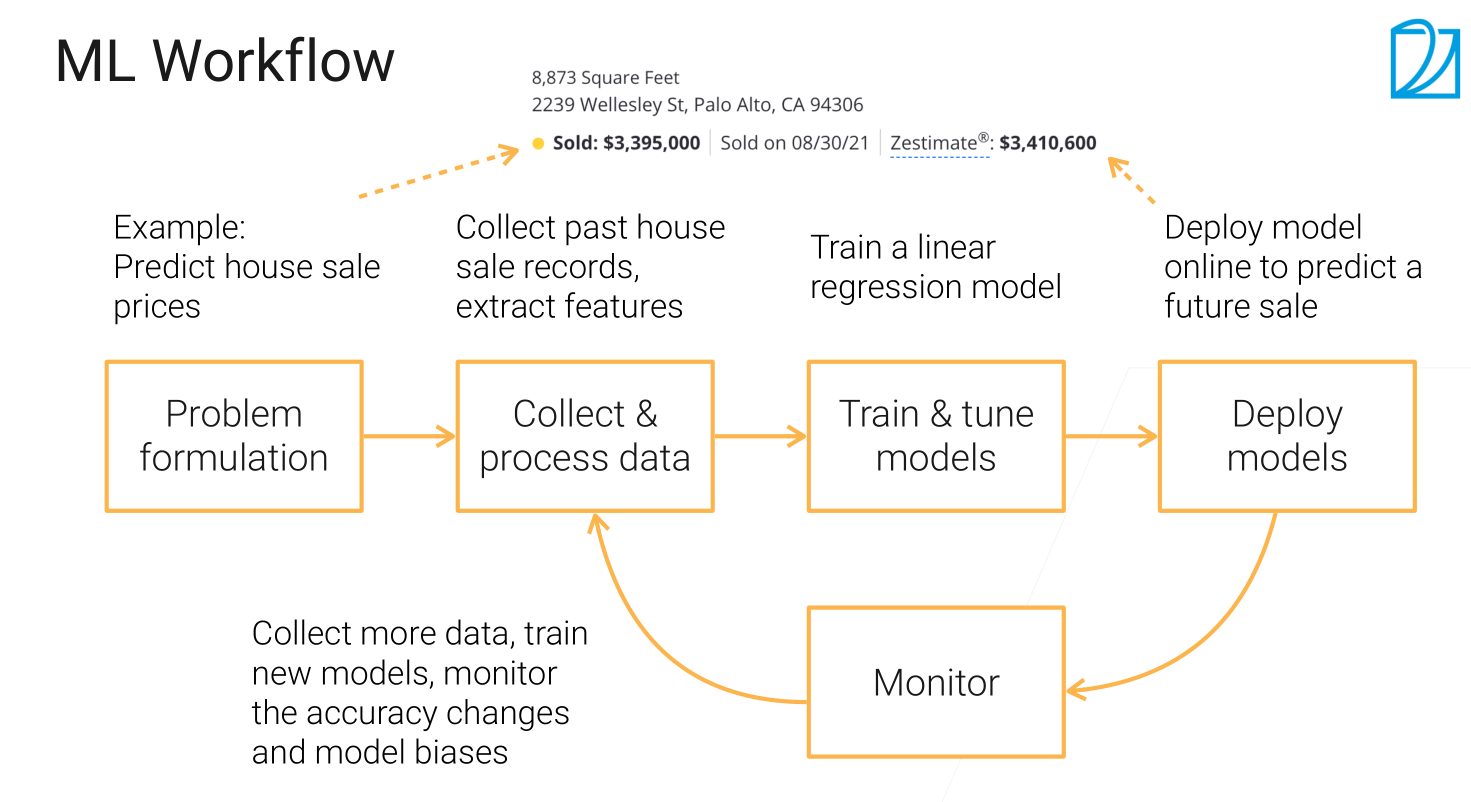 ML Workflow
8,873 Square Feet
2239 Wellesley St, Palo Alto, CA 94306
Sold: $3,395,000 Sold on 08/30/21 Zestimate®: $3,410,600
Example:
Predict house sale
prices
Collect past house
sale records,
extract features
Train a linear
regression model
Deploy model
online to predict a
future sale
Problem
formulation
Collect &
process data
Train & tune
models
Deploy
models
Monitor
Collect more data, train
new models, monitor
the accuracy changes
and model biases